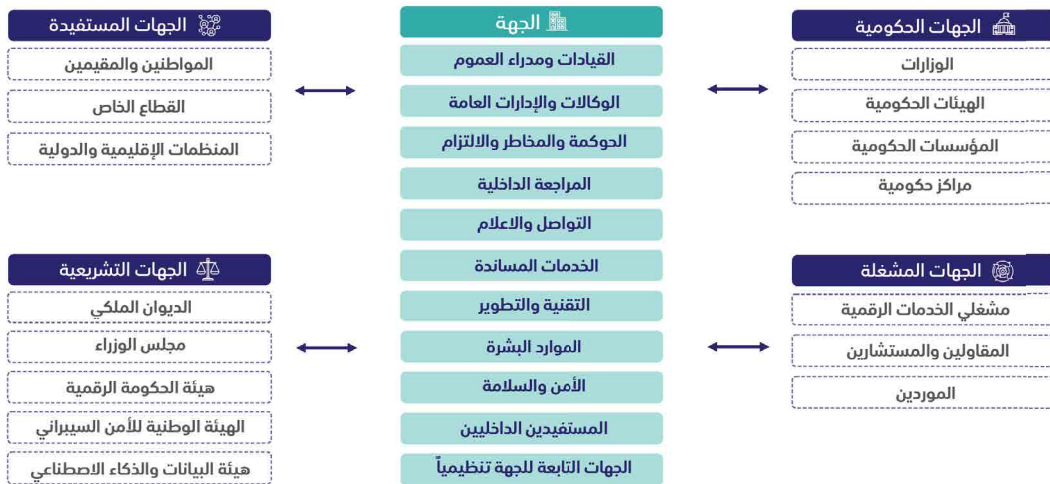 الجهات الحكومية
الوزارات
الهيئات الحكومية
المؤسسات الحكومية
مراكز حكومية
الجهات المشغلة
مشغلي الخدمات الرقمية
المقاولين والمستشارين
الموردين
الجهة
القيادات ومدراء العموم
الوكالات والإدارات العامة
الحوكمة والمخاطر والالتزام
المراجعة الداخلية
التواصل والاعلام
الخدمات المساندة
التقنية والتطوير
الموارد البشرة
الأمن والسلامة
المستفيدين الداخليين
الجهات التابعة للجهة تنظيمياً
الجهات المستفيدة
المواطنين والمقيمين
القطاع الخاص
المنظمات الإقليمية والدولية
الجهات التشريعية
الديوان الملكي
مجلس الوزراء
هيئة الحكومة الرقمية
الهيئة الوطنية للأمن السيبراني
هيئة البيانات والذكاء الاصطناعي